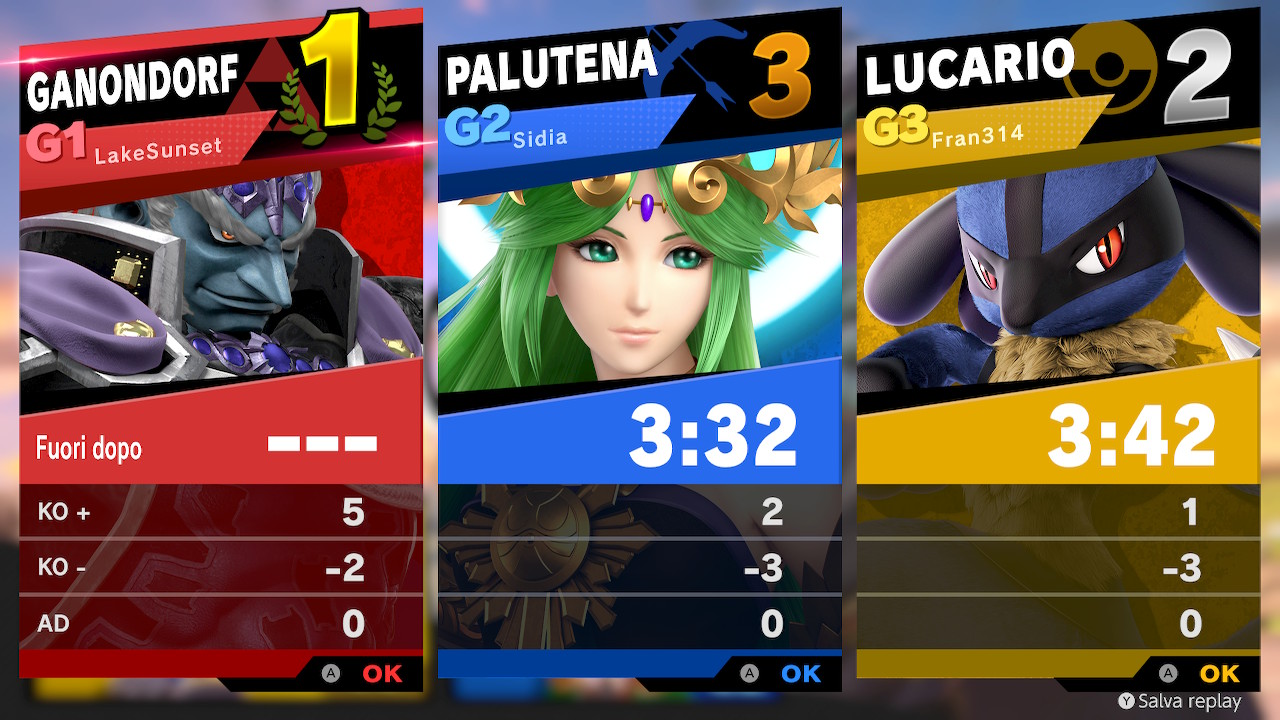 GANONDORF 1
G1 LakeSunset
Fuori dopo ---
KO + 5
KO - -2
AD 0
A OK
PALUTENA 3
G2 Sidia
3:32
2
-3
0
A OK
LUCARIO 2
G3 Fran314
3:42
1
-3
0
A OK
Y Salva replay